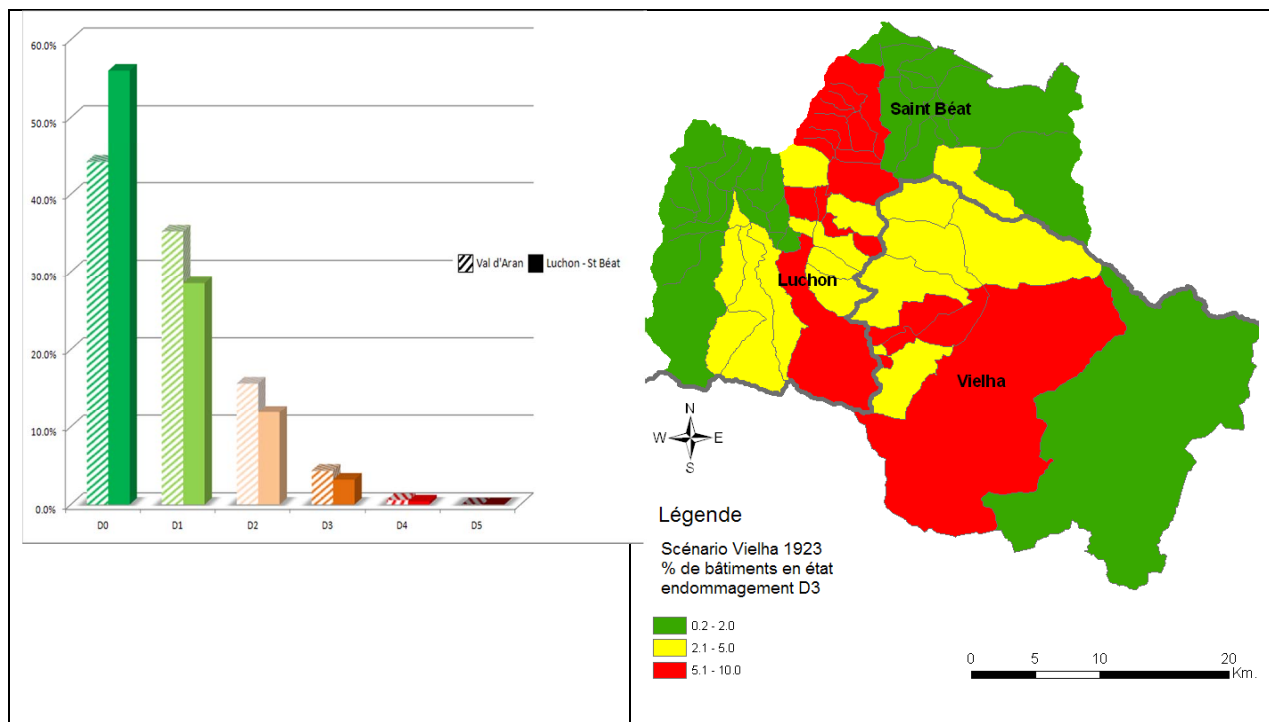 60.0%
50.0%
40.0%
30.0%
20.0%
10.0%
0.0%
D0 D1 D2 D3 D4 D5
Val d'Aran Luchon - St Béat
Saint Béat
Luchon
Vielha
N
W E
S
Légende
Scénario Vielha 1923
% de bâtiments en état
endommagement D3
0.2 - 2.0
2.1 - 5.0
5.1 - 10.0
0 5 10 20
Km.